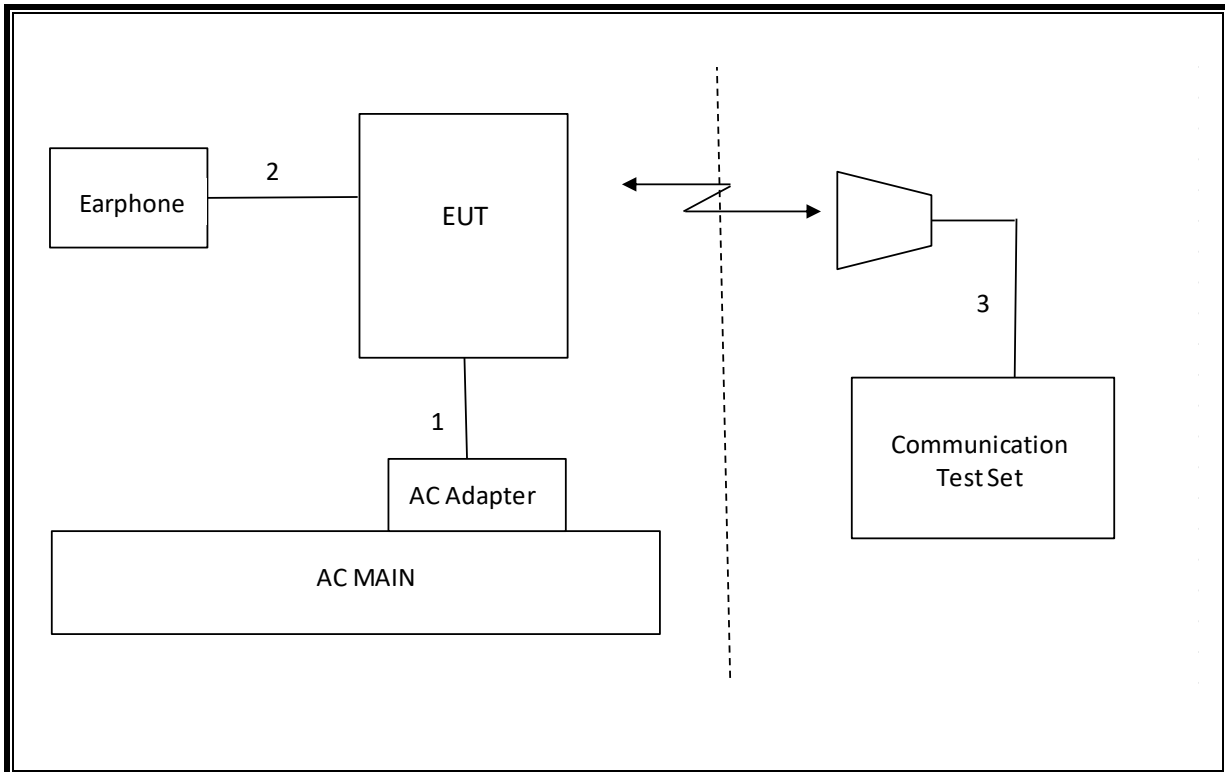 2
Earphone
EUT
3
1
Communication
Test Set
AC Adapter
AC MAIN